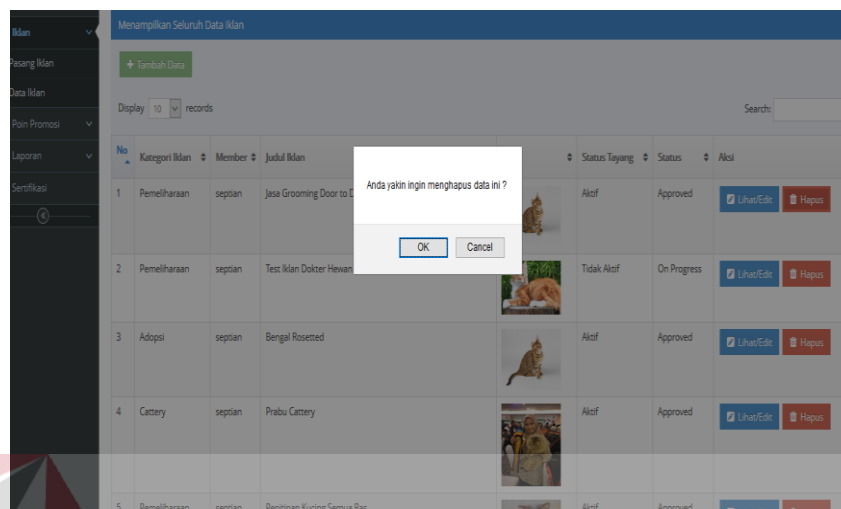 Iklan
Pasang Iklan
Data Iklan
Poin Promosi
Laporan
Sertifikasi
Menampilkan Seluruh Data Iklan
+ Tambah Data
Display 10 records
Search:
No Kategori Iklan Member Judul Iklan Status Tayang Status Aksi
1 Pemeliharaan septian Jasa Grooming Door to D Aktif Approved Lihat/Edit Hapus
Anda yakin ingin menghapus data ini ?
OK Cancel
2 Pemeliharaan septian Test Iklan Dokter Hewan Tidak Aktif On Progress Lihat/Edit Hapus
3 Adopsi septian Bengal Rosetted Aktif Approved Lihat/Edit Hapus
4 Cattery septian Prabu Cattery Aktif Approved Lihat/Edit Hapus
5 Pemeliharaan septian Penitipan Kucing Semua Ras Aktif Approved